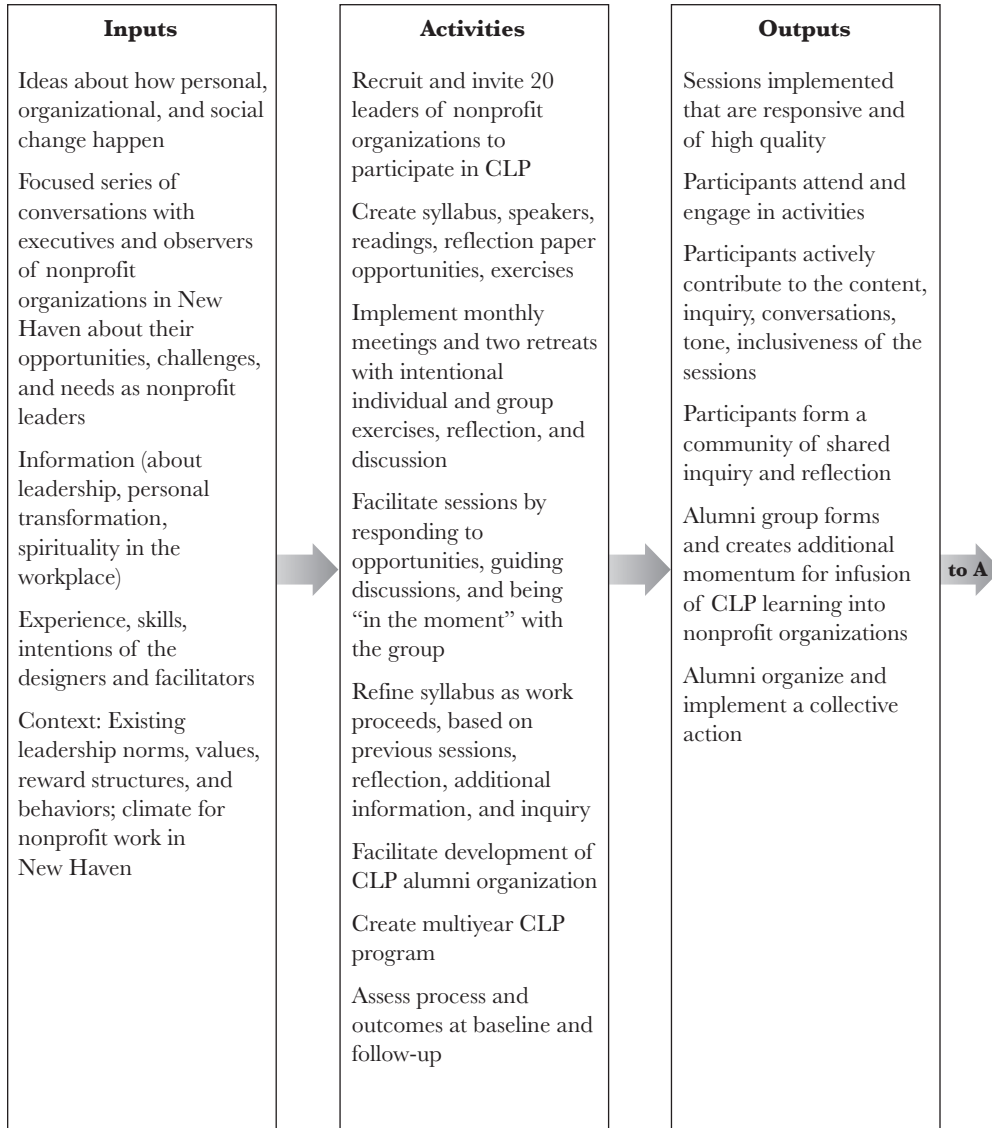 Inputs
Ideas about how personal,
organizational, and social
change happen
Focused series of
conversations with
executives and observers
of nonprofit
organizations in New
Haven about their
opportunities, challenges,
and needs as nonprofit
leaders
Information (about
leadership, personal
transformation,
spirituality in the
workplace)
Experience, skills,
intentions of the
designers and facilitators
Context: Existing
leadership norms, values,
reward structures, and
behaviors; climate for
nonprofit work in
New Haven
Activities
Recruit and invite 20
leaders of nonprofit
organizations to
participate in CLP
Create syllabus, speakers,
readings, reflection paper
opportunities, exercises
Implement monthly
meetings and two retreats
with intentional
individual and group
exercises, reflection, and
discussion
Facilitate sessions by
responding to
opportunities, guiding
discussions, and being
“in the moment” with
the group
Refine syllabus as work
proceeds, based on
previous sessions,
reflection, additional
information, and inquiry
Facilitate development of
CLP alumni organization
Create multiyear CLP
program
Assess process and
outcomes at baseline and
follow-up
Outputs
Sessions implemented
that are responsive and
of high quality
Participants attend and
engage in activities
Participants actively
contribute to the content,
inquiry, conversations,
tone, inclusiveness of the
sessions
Participants form a
community of shared
inquiry and reflection
Alumni group forms
and creates additional
momentum for infusion
of CLP learning into
nonprofit organizations
Alumni organize and
implement a collective
action
to A